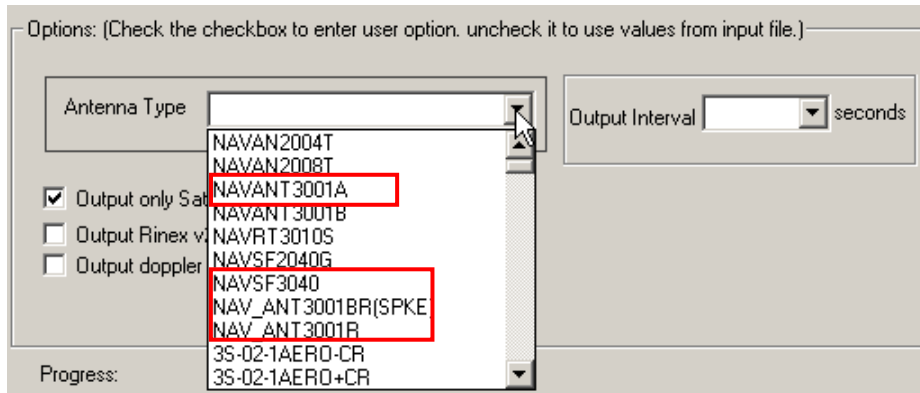 Options: (Check the checkbox to enter user option. uncheck it to use values from input file.)
Antenna Type
Output Interval
seconds
NAVAN2004T
NAVAN2008T
NAVANT3001A
NAVANT3001B
NAVRT3010S
NAVSF2040G
NAVSF3040
NAV_ANT3001BR(SPKE)
NAV_ANT3001R
3S-02-1AERO-CR
3S-02-1AERO+CR
Output only Sat
Output Rinex v
Output doppler
Progress: